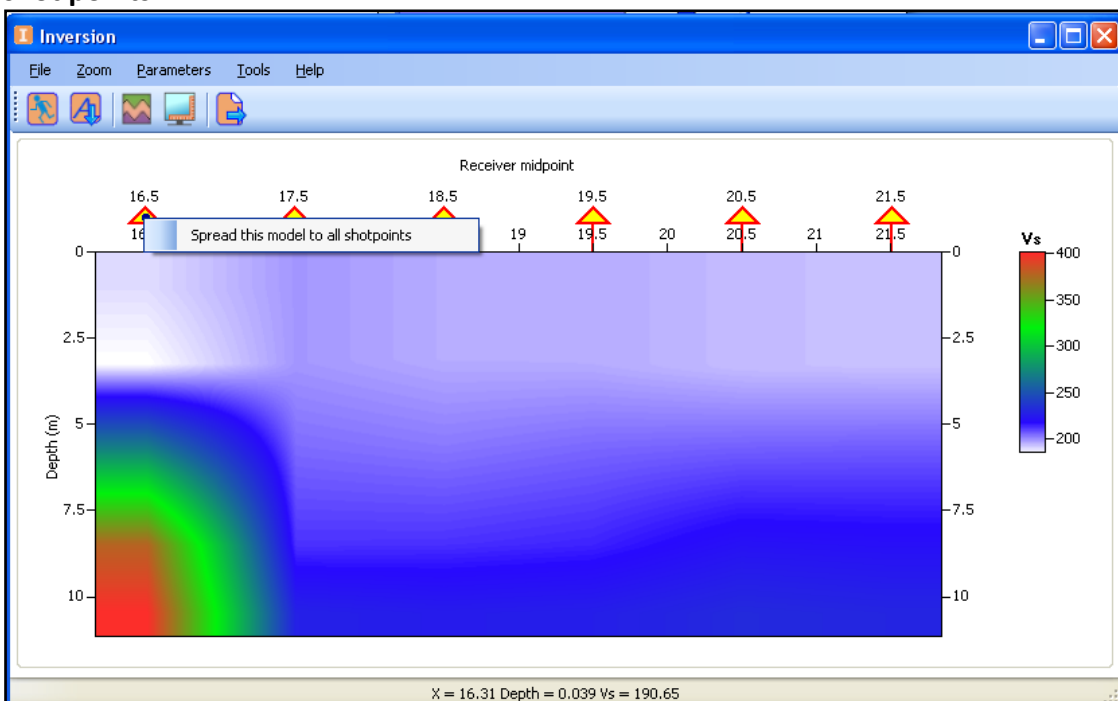 Inversion
File Zoom Parameters Tools Help
Receiver midpoint
16.5 17.5 18.5 19.5 20.5 21.5
Spread this model to all shotpoints
19 19.5 20 20.5 21 21.5
Vs
0 0 400
350
2.5 2.5
300
5 5 250
Depth (m)
200
7.5 7.5
10 10
X = 16.31 Depth = 0.039 Vs = 190.65